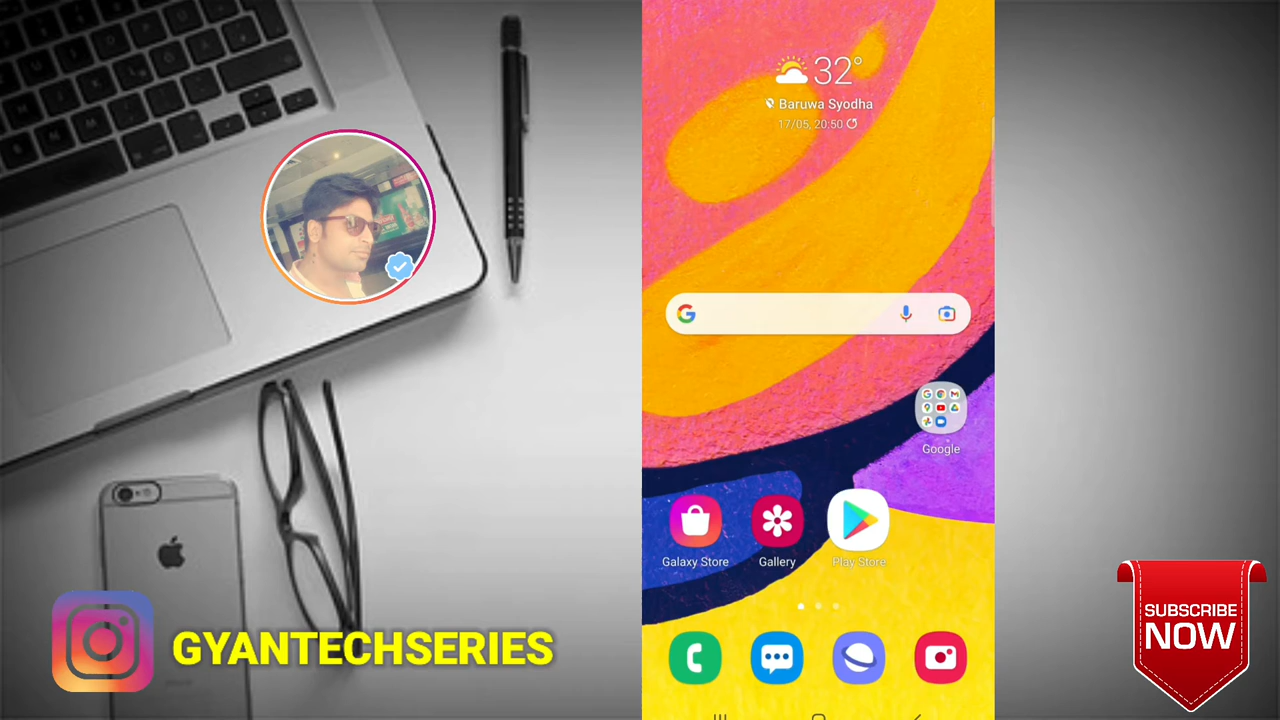 32°
Baruwa Syodha
17/05, 20:50
Google
Galaxy Store
Gallery
Play Store
GYANTECHSERIES
SUBSCRIBE
NOW